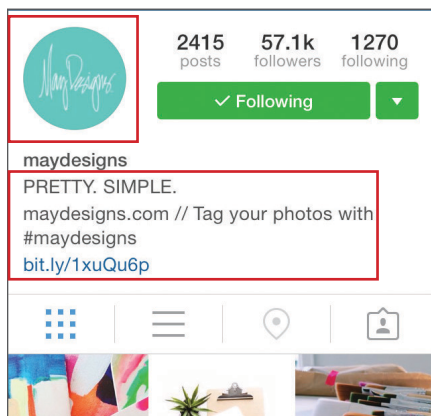 May Designs.
2415 57.1k 1270
posts followers following
Following
maydesigns
PRETTY. SIMPLE.
maydesigns.com // Tag your photos with
#maydesigns
bit.ly/1xuQu6p